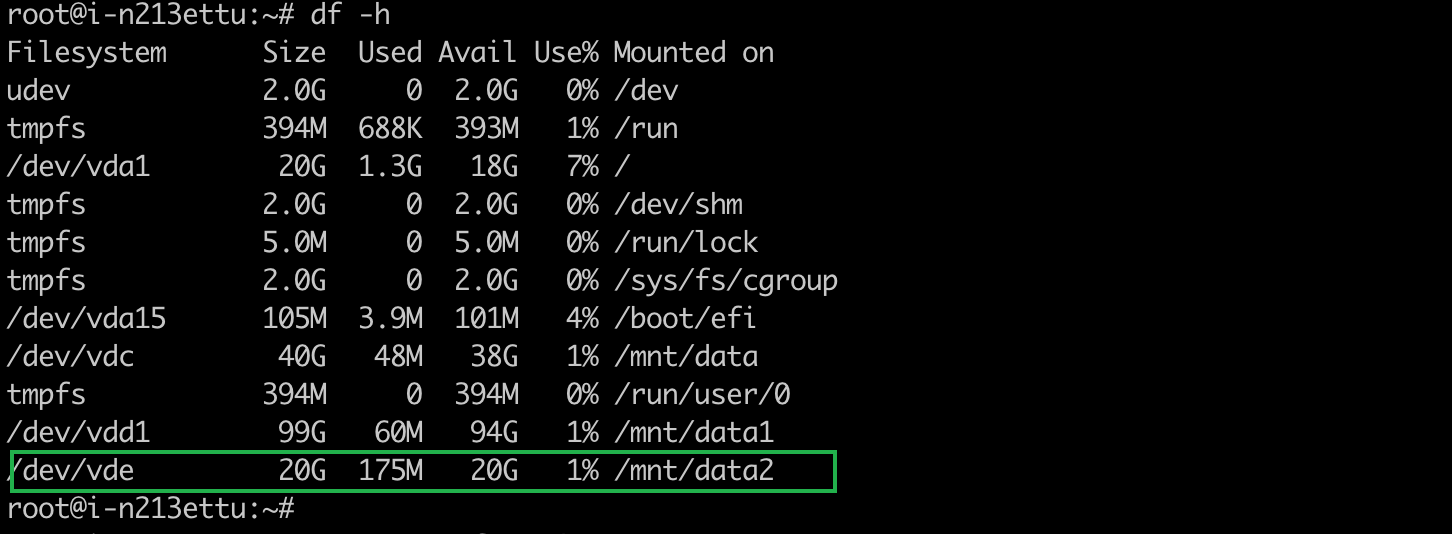 root@i-n213ettu:~# df -h
Filesystem      Size  Used Avail Use% Mounted on
udev            2.0G     0  2.0G   0% /dev
tmpfs           394M  688K  393M   1% /run
/dev/vda1        20G  1.3G   18G   7% /
tmpfs           2.0G     0  2.0G   0% /dev/shm
tmpfs           5.0M     0  5.0M   0% /run/lock
tmpfs           2.0G     0  2.0G   0% /sys/fs/cgroup
/dev/vda15      105M  3.9M  101M   4% /boot/efi
/dev/vdc         40G   48M   38G   1% /mnt/data
tmpfs           394M     0  394M   0% /run/user/0
/dev/vdd1        99G   60M   94G   1% /mnt/data1
/dev/vde         20G  175M   20G   1% /mnt/data2
root@i-n213ettu:~#